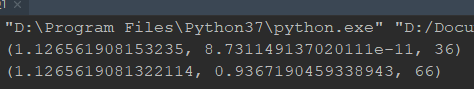 "D:\Program Files\Python37\python.exe" "D:/Docu
(1.126561908153235, 8.731149137020111e-11, 36)
(1.1265619081322114, 0.9367190459338943, 66)